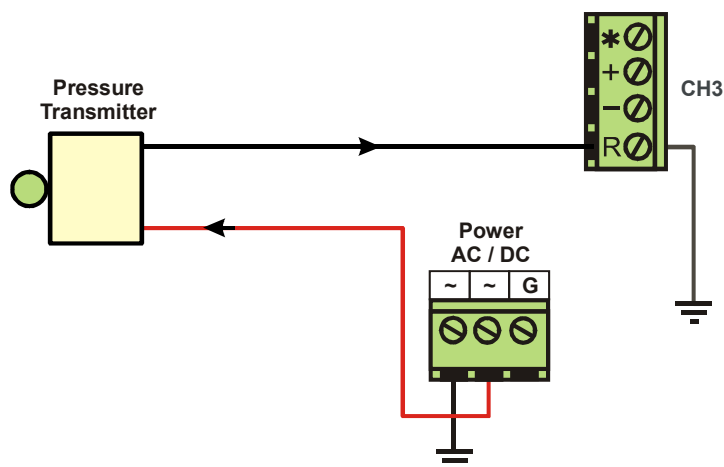 Pressure
Transmitter
*
+
−
R
CH3
Power
AC / DC
~ ~ G